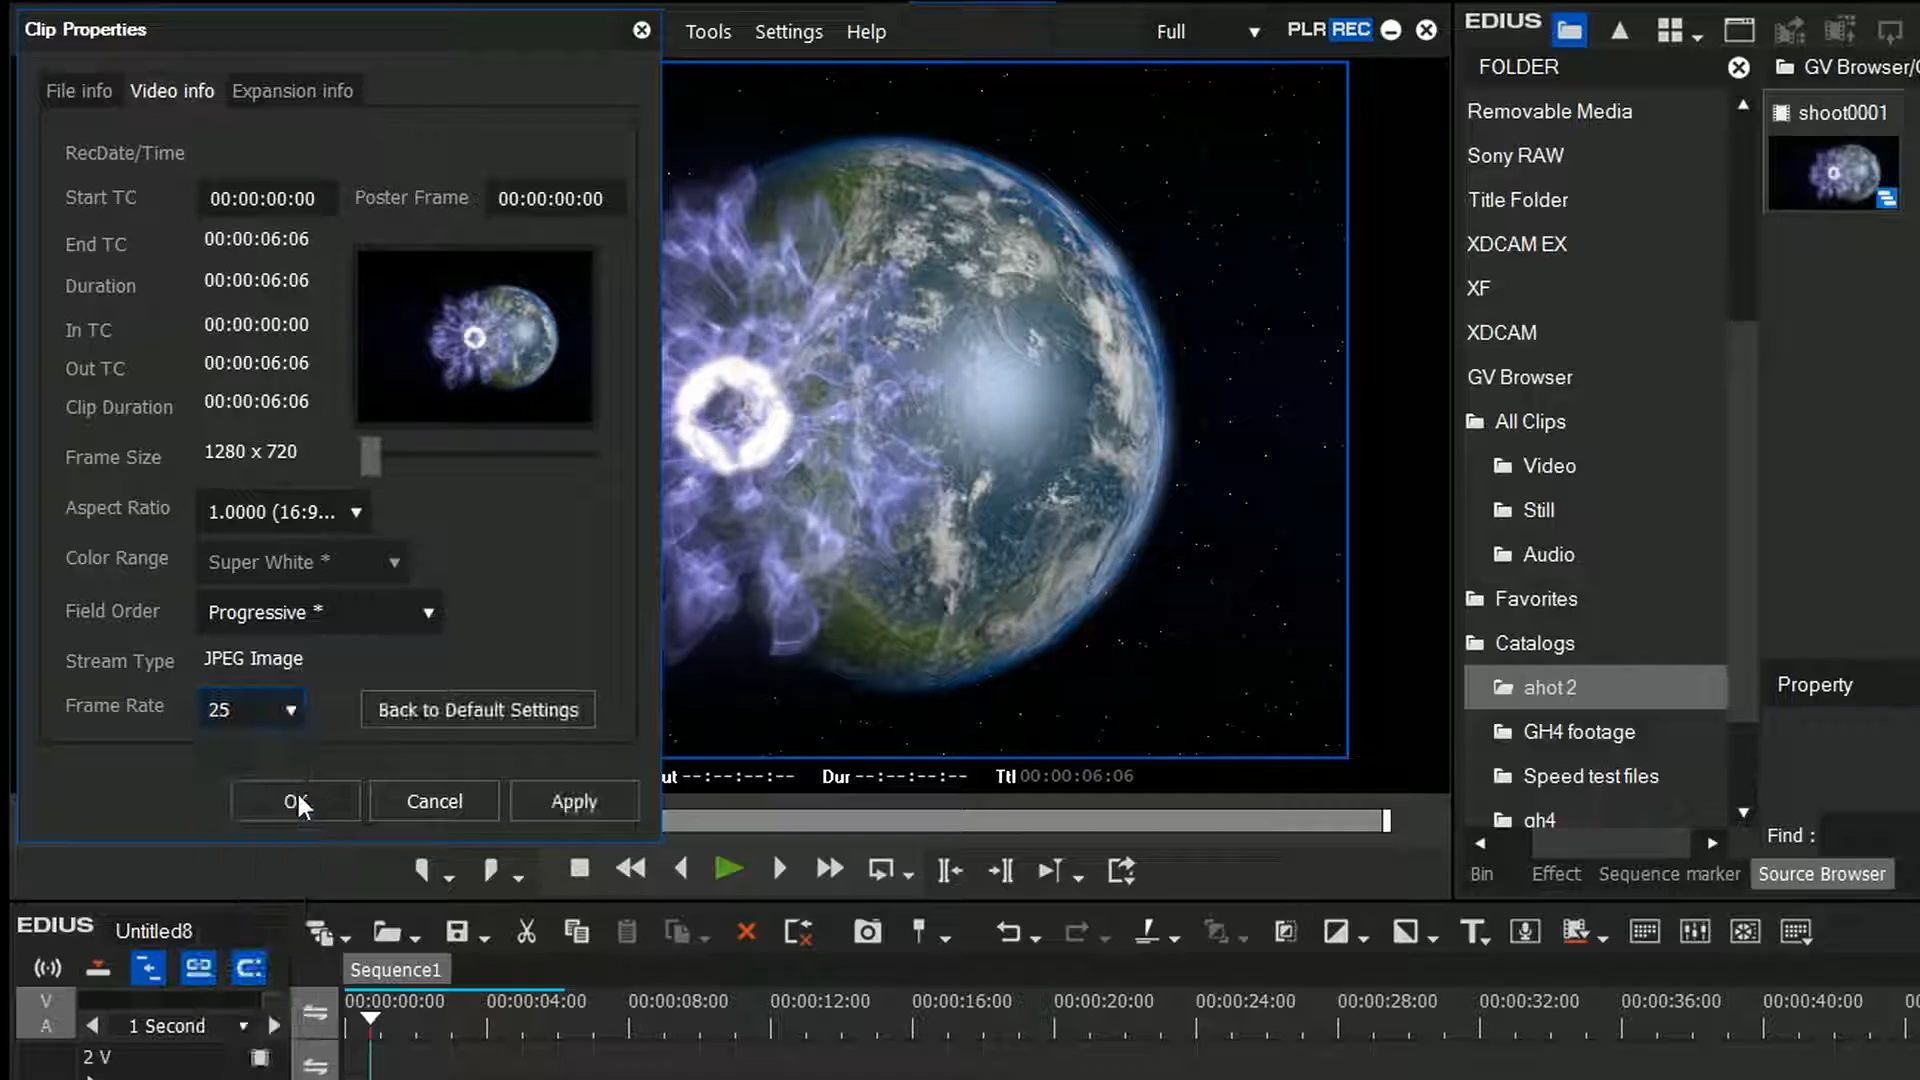 Clip Properties
File info Video info Expansion info
RecDate/Time
Start TC 00:00:00:00 Poster Frame 00:00:00:00
End TC 00:00:06:06
Duration 00:00:06:06
In TC 00:00:00:00
Out TC 00:00:06:06
Clip Duration 00:00:06:06
Frame Size 1280 x 720
Aspect Ratio 1.0000 (16:9...
Color Range Super White *
Field Order Progressive *
Stream Type JPEG Image
Frame Rate 25 Back to Default Settings
OK Cancel Apply
Tools Settings Help Full PLR REC
ut --:--:--:-- Dur --:--:--:-- Ttl 00:00:06:06
EDIUS
FOLDER
Removable Media
Sony RAW
Title Folder
XDCAM EX
XF
XDCAM
GV Browser
All Clips
Video
Still
Audio
Favorites
Catalogs
ahot 2
GH4 footage
Speed test files
gh4
GV Browser/
shoot0001
Property
Find :
Bin Effect Sequence marker Source Browser
EDIUS Untitled8
Sequence1
00:00:00:00 00:00:04:00 00:00:08:00 00:00:12:00 00:00:16:00 00:00:20:00 00:00:24:00 00:00:28:00 00:00:32:00 00:00:36:00 00:00:40:00
V
A
1 Second
2 V